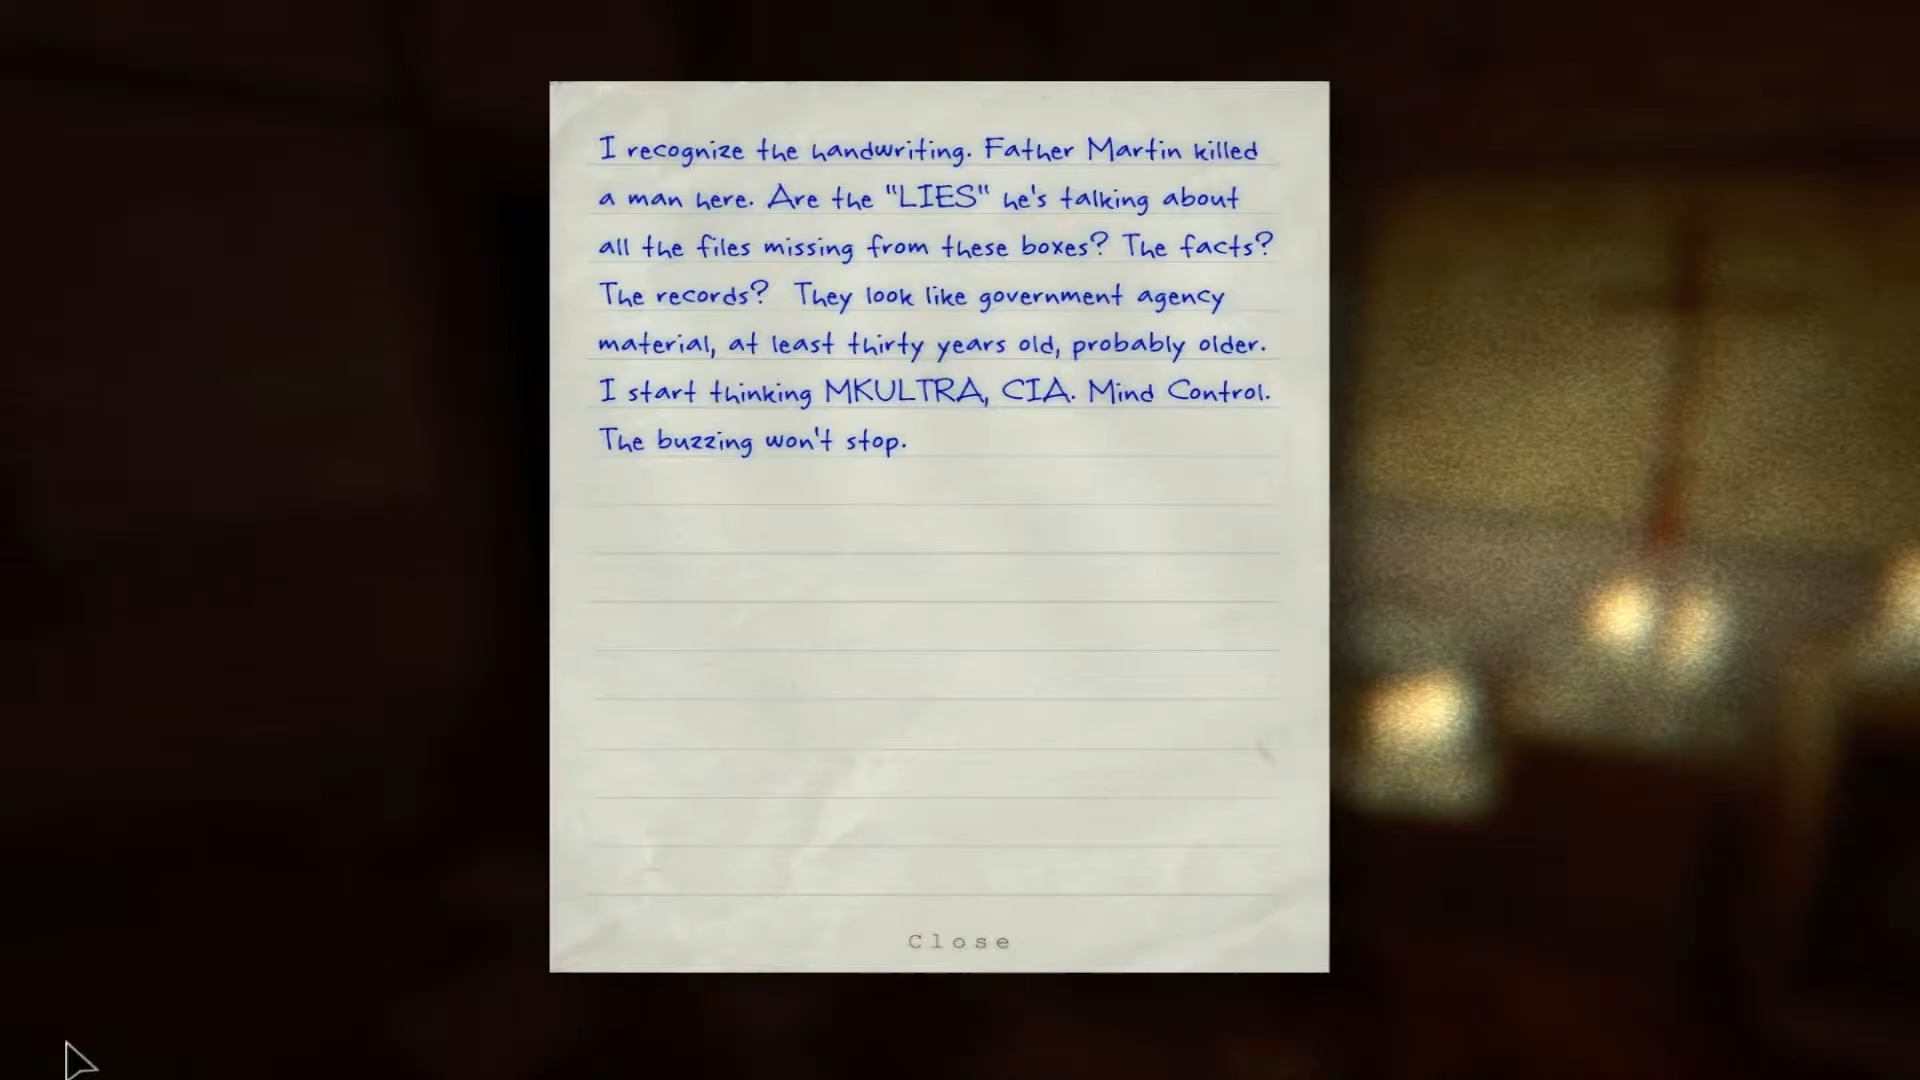 I recognize the handwriting. Father Martin killed
a man here. Are the "LIES" he's talking about
all the files missing from these boxes? The facts?
The records?  They look like government agency
material, at least thirty years old, probably older.
I start thinking MKULTRA, CIA. Mind Control.
The buzzing won't stop.
Close